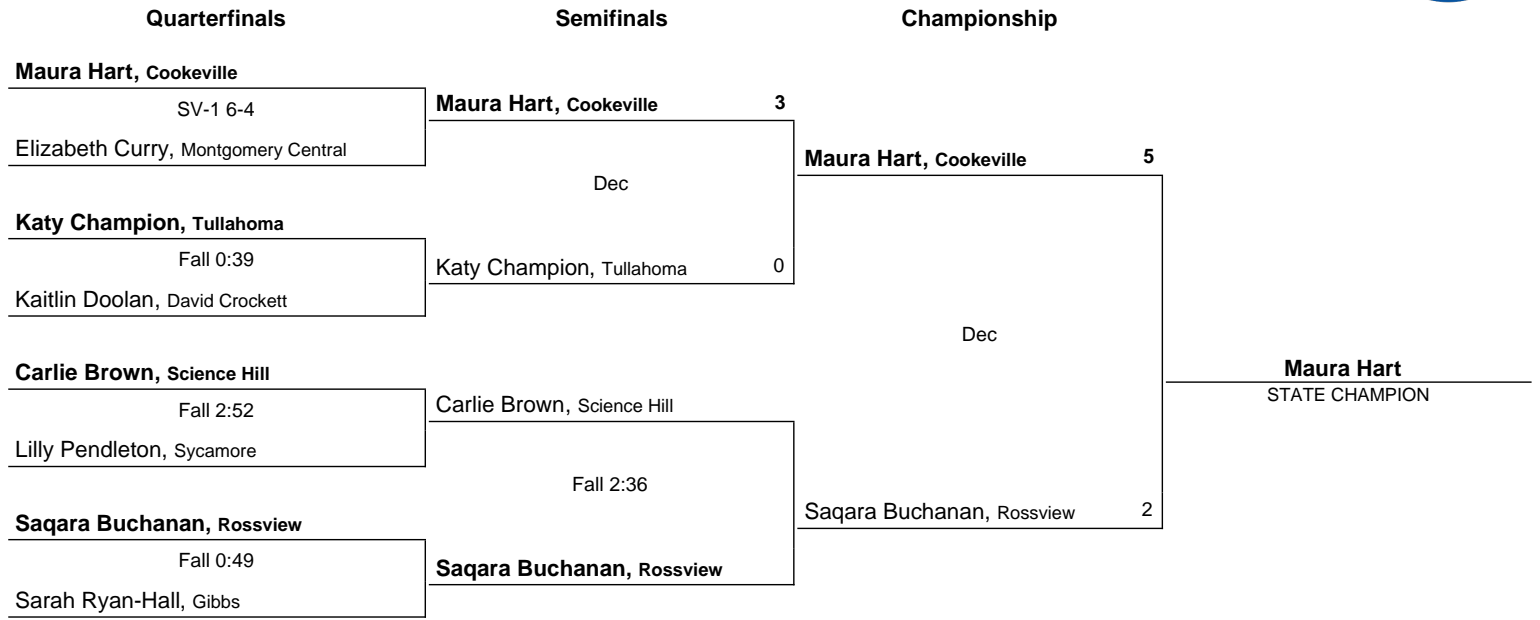 Quarterfinals
Semifinals
Championship
Maura Hart, Cookeville
SV-1 6-4
Elizabeth Curry, Montgomery Central
Katy Champion, Tullahoma
Fall 0:39
Kaitlin Doolan, David Crockett
Carlie Brown, Science Hill
Fall 2:52
Lilly Pendleton, Sycamore
Saqara Buchanan, Rossview
Fall 0:49
Sarah Ryan-Hall, Gibbs
Maura Hart, Cookeville 3
Dec
Katy Champion, Tullahoma 0
Carlie Brown, Science Hill
Fall 2:36
Saqara Buchanan, Rossview
Maura Hart, Cookeville 5
Dec
Saqara Buchanan, Rossview 2
Maura Hart
STATE CHAMPION